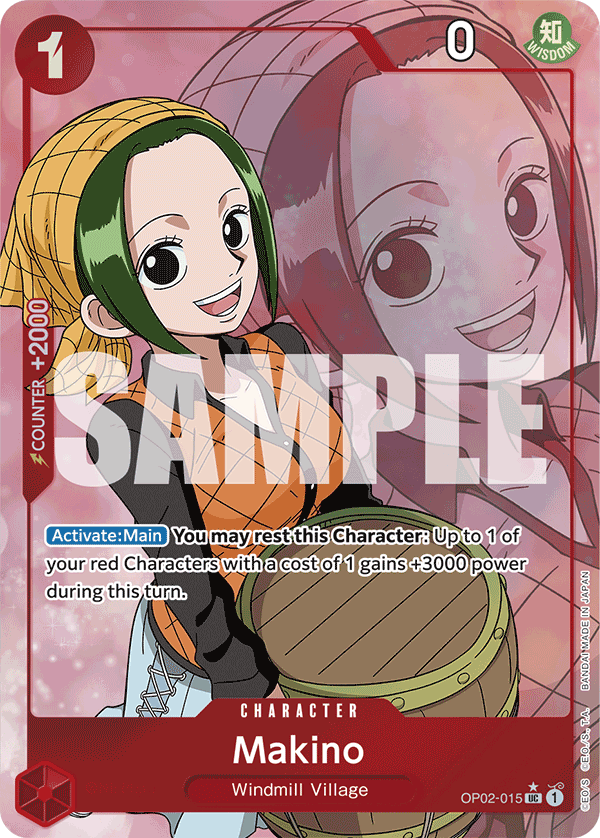 1
0
知
WISDOM
COUNTER +2000
SAMPLE
Activate:Main You may rest this Character: Up to 1 of
your red Characters with a cost of 1 gains +3000 power
during this turn.
©E.O/S ©E.O./S., T.A. BANDAI MADE IN JAPAN
CHARACTER
Makino
Windmill Village
OP02-015 UC 1